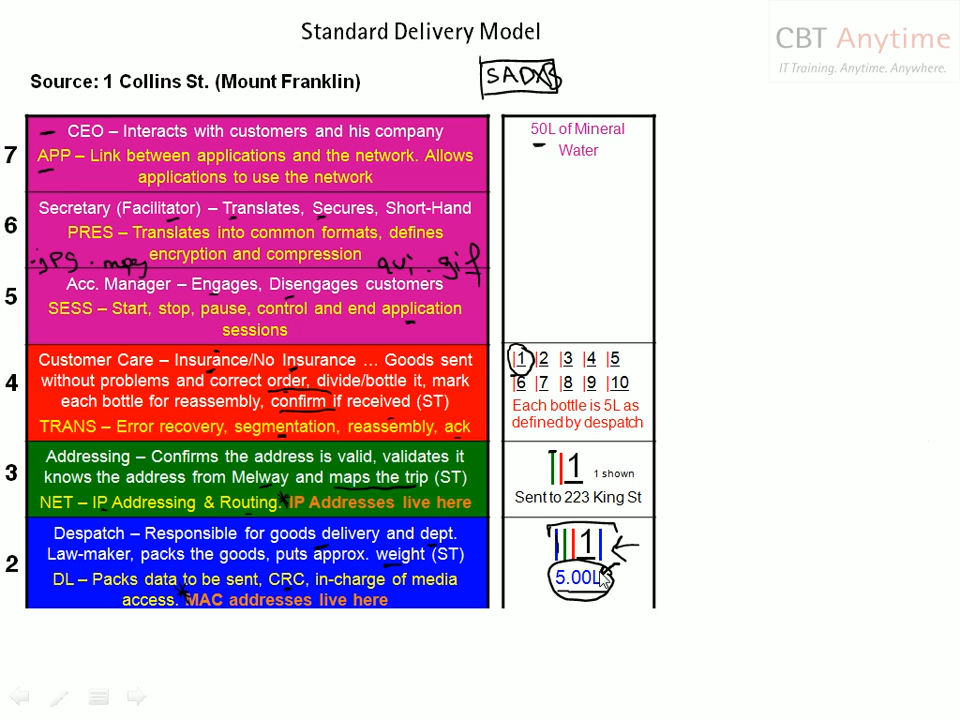 Standard Delivery Model
CBT Anytime
IT Training. Anytime. Anywhere.
Source: 1 Collins St. (Mount Franklin)
7
CEO – Interacts with customers and his company
APP – Link between applications and the network. Allows
applications to use the network
50L of Mineral
Water
6
Secretary (Facilitator) – Translates, Secures, Short-Hand
PRES – Translates into common formats, defines
encryption and compression
.jpg . mpeg
avi . gif
5
Acc. Manager – Engages, Disengages customers
SESS – Start, stop, pause, control and end application
sessions
4
Customer Care – Insurance/No Insurance … Goods sent
without problems and correct order, divide/bottle it, mark
each bottle for reassembly, confirm if received (ST)
TRANS – Error recovery, segmentation, reassembly, ack
|1 |2 |3 |4 |5
|6 |7 |8 |9 |10
Each bottle is 5L as
defined by despatch
3
Addressing – Confirms the address is valid, validates it
knows the address from Melway and maps the trip (ST)
NET – IP Addressing & Routing. IP Addresses live here
||1 1 shown
Sent to 223 King St
2
Despatch – Responsible for goods delivery and dept.
Law-maker, packs the goods, puts approx. weight (ST)
DL – Packs data to be sent, CRC, in-charge of media
access. MAC addresses live here
|||1|
5.00L